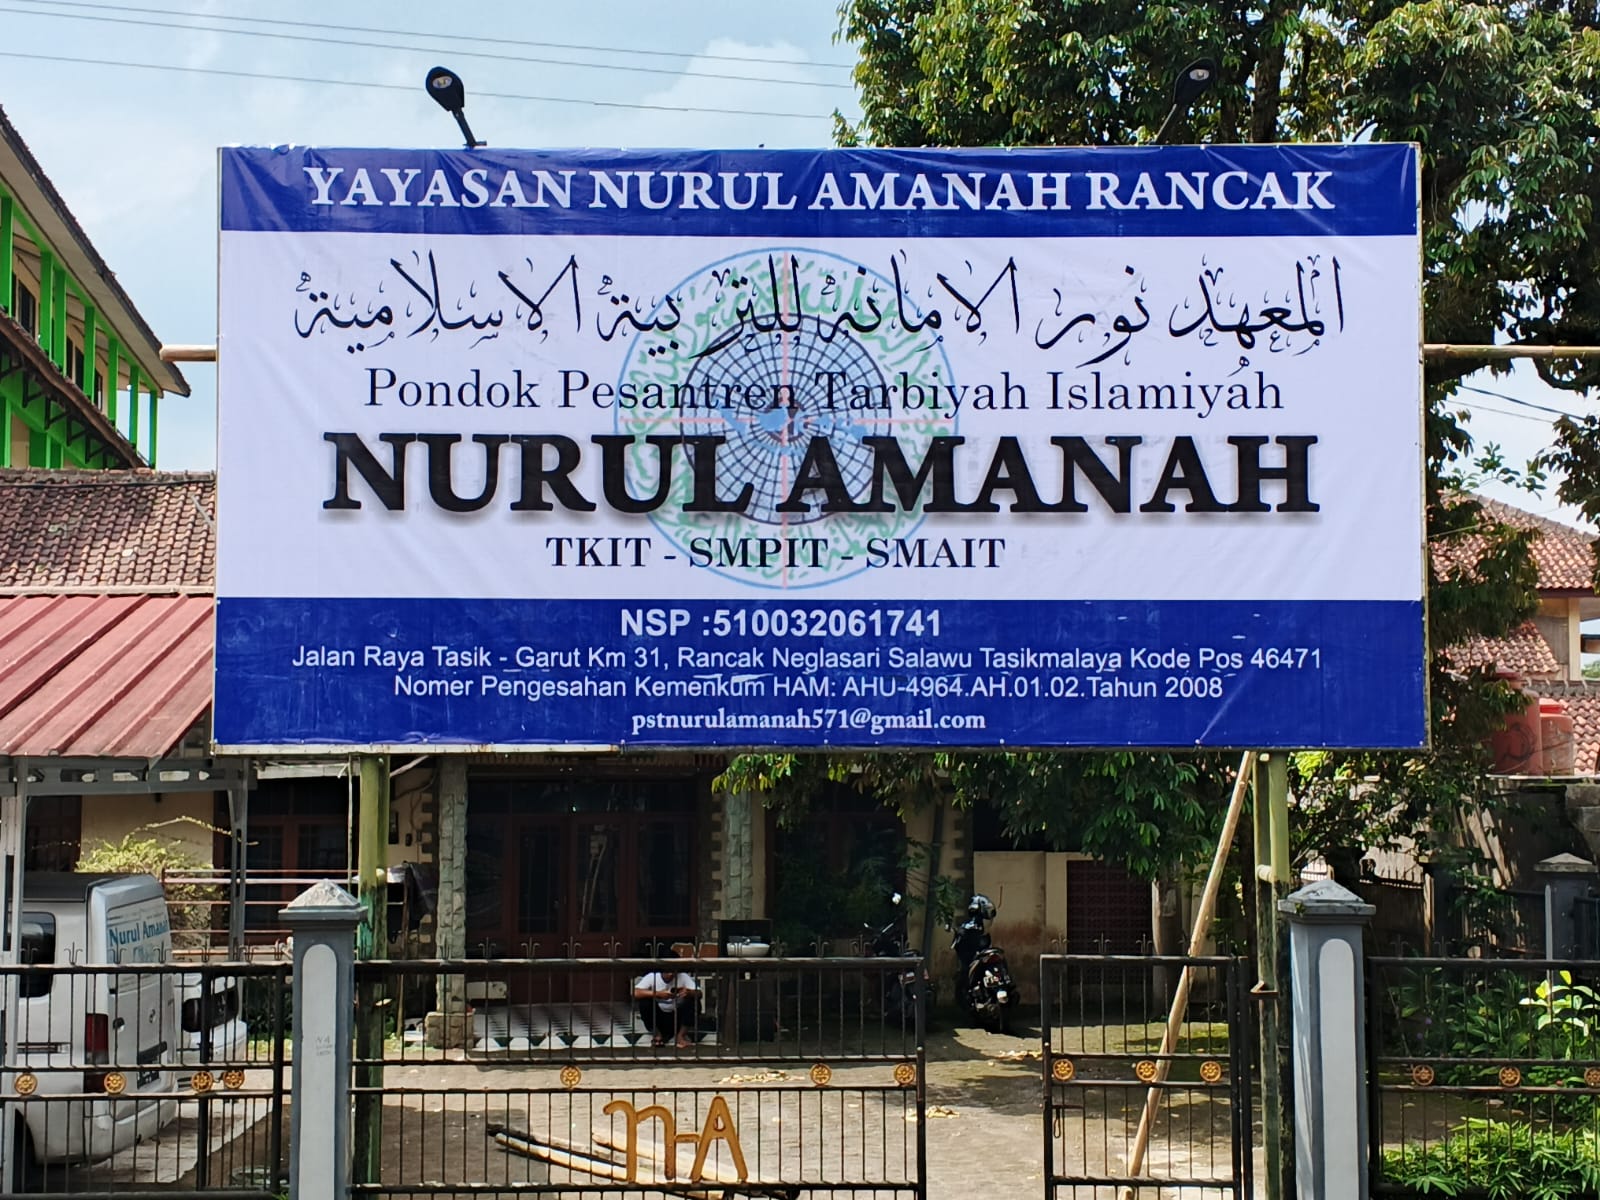 YAYASAN NURUL AMANAH RANCAK
المعهد نور الامانه للتربية الاسلامية
Pondok Pesantren Tarbiyah Islamiyah
NURUL AMANAH
TKIT - SMPIT - SMAIT
NSP :510032061741
Jalan Raya Tasik - Garut Km 31, Rancak Neglasari Salawu Tasikmalaya Kode Pos 46471
Nomer Pengesahan Kemenkum HAM: AHU-4964.AH.01.02.Tahun 2008
pstnurulamanah571@gmail.com
Nurul Amanah
n-A